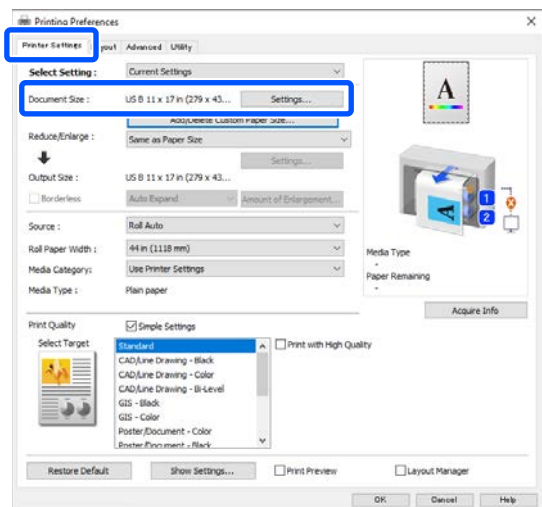 Printing Preferences
Printer Settings yout Advanced Utility
Select Setting : Current Settings
Document Size : US B 11 x 17 in (279 x 43... Settings...
Add/Delete Custom Paper Size...
Reduce/Enlarge : Same as Paper Size
Settings...
Output Size : US B 11 x 17 in (279 x 43...
Borderless Auto Expand Amount of Enlargement...
Source : Roll Auto
Roll Paper Width : 44 in (1118 mm)
Media Category: Use Printer Settings
Media Type : Plain paper
A
A
1
2
Media Type
-
Paper Remaining
-
Acquire Info
Print Quality Simple Settings
Select Target
Standard
CAD/Line Drawing - Black
CAD/Line Drawing - Color
CAD/Line Drawing - Bi-Level
GIS - Black
GIS - Color
Poster/Document - Color
Poster/Document - Black
Print with High Quality
Restore Default Show Settings... Print Preview Layout Manager
OK Cancel Help